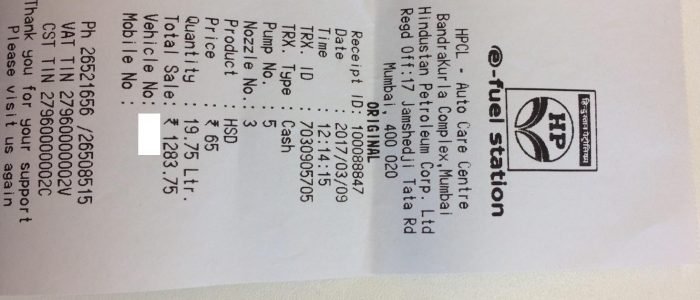 हिन्दुस्तान पेट्रोलियम
HP
e-fuel station
HPCL - Auto Care Centre
BandraKurla Complex,Mumbai
Hindustan Petroleum Corp. Ltd
Regd Off:17 Jamshedji Tata Rd
Mumbai, 400 020
ORIGINAL
Receipt ID: 100088847
Date : 2017/03/09
Time : 12:14:15
TRX. ID : 7030905705
TRX. Type : Cash
Pump No. : 5
Nozzle No.: 3
Product : HSD
Price : ₹ 65
Quantity : 19.75 Ltr.
Total Sale: ₹ 1283.75
Vehicle No:
Mobile No :
Ph 26521656 /26508515
VAT TIN 27960000002V
CST TIN 27960000002C
Thank you for your support
Please visit us again